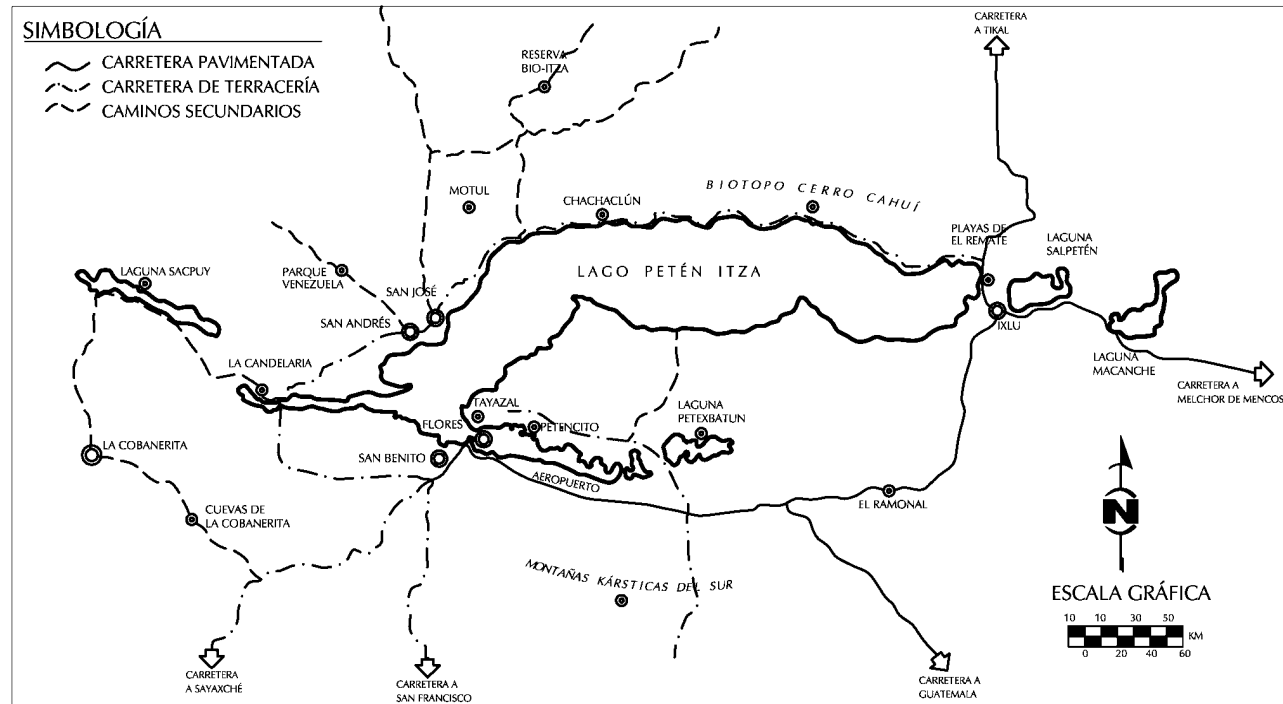 SIMBOLOGÍA
CARRETERA PAVIMENTADA
CARRETERA DE TERRACERÍA
CAMINOS SECUNDARIOS
CARRETERA
A TIKAL
RESERVA
BIO-ITZA
MOTUL
CHACHACLÚN
BIOTOPO CERRO CAHUÍ
PLAYAS DE
EL REMATE
LAGUNA
SALPETÉN
LAGUNA SACPUY
PARQUE
VENEZUELA
SAN JOSÉ
SAN ANDRÉS
LAGO PETÉN ITZA
IXLU
LA CANDELARIA
LAGUNA
MACANCHE
CARRETERA A
MELCHOR DE MENCOS
TAYAZAL
FLORES
PETENCITO
LAGUNA
PETEXBATUN
LA COBANERITA
SAN BENITO
AEROPUERTO
EL RAMONAL
CUEVAS DE
LA COBANERITA
N
MONTAÑAS KÁRSTICAS DEL SUR
ESCALA GRÁFICA
10 10 30 50
KM
0 20 40 60
CARRETERA
A SAYAXCHÉ
CARRETERA A
SAN FRANCISCO
CARRETERA A
GUATEMALA